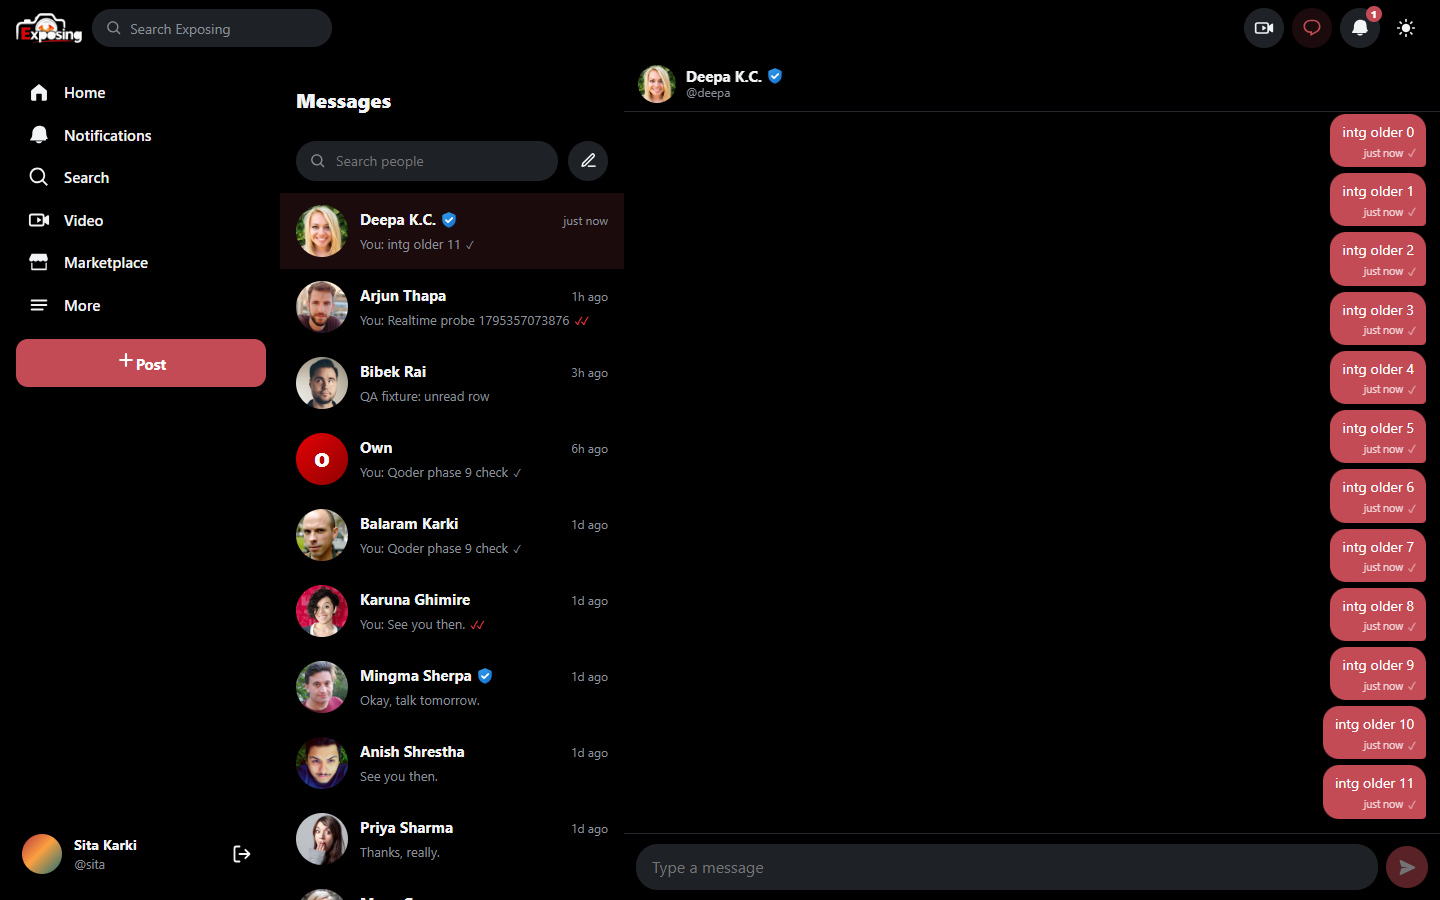 Exposing
Search Exposing
1
Home
Notifications
Search
Video
Marketplace
More
+ Post
Sita Karki
@sita
Messages
Search people
Deepa K.C.
just now
You: intg older 11 ✓
Arjun Thapa
1h ago
You: Realtime probe 1795357073876 ✓✓
Bibek Rai
3h ago
QA fixture: unread row
O
Own
6h ago
You: Qoder phase 9 check ✓
Balaram Karki
1d ago
You: Qoder phase 9 check ✓
Karuna Ghimire
1d ago
You: See you then. ✓✓
Mingma Sherpa
1d ago
Okay, talk tomorrow.
Anish Shrestha
1d ago
See you then.
Priya Sharma
1d ago
Thanks, really.
Deepa K.C.
@deepa
intg older 0
just now ✓
intg older 1
just now ✓
intg older 2
just now ✓
intg older 3
just now ✓
intg older 4
just now ✓
intg older 5
just now ✓
intg older 6
just now ✓
intg older 7
just now ✓
intg older 8
just now ✓
intg older 9
just now ✓
intg older 10
just now ✓
intg older 11
just now ✓
Type a message